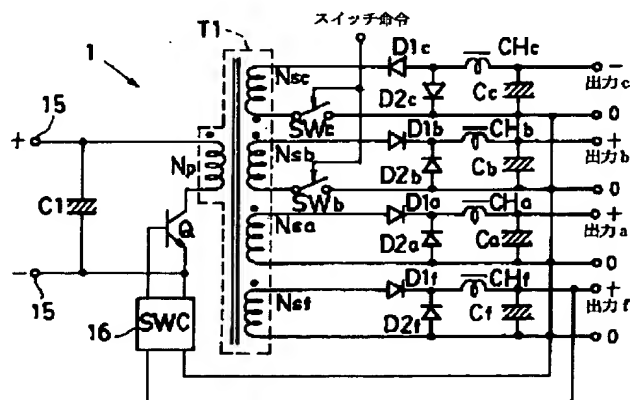 スイッチ命令
1
T1
D1c
CHc
−
Nsc
D2c
Cc
出力c
SWc
0
15
D1b
CHb
+
+
Np
Nsb
D2b
Cb
出力b
C1
SWb
0
Q
D1a
CHa
+
Nsa
D2a
Ca
出力a
−
0
15
D1f
CHf
+
16
SWC
Nsf
D2f
Cf
出力f
0